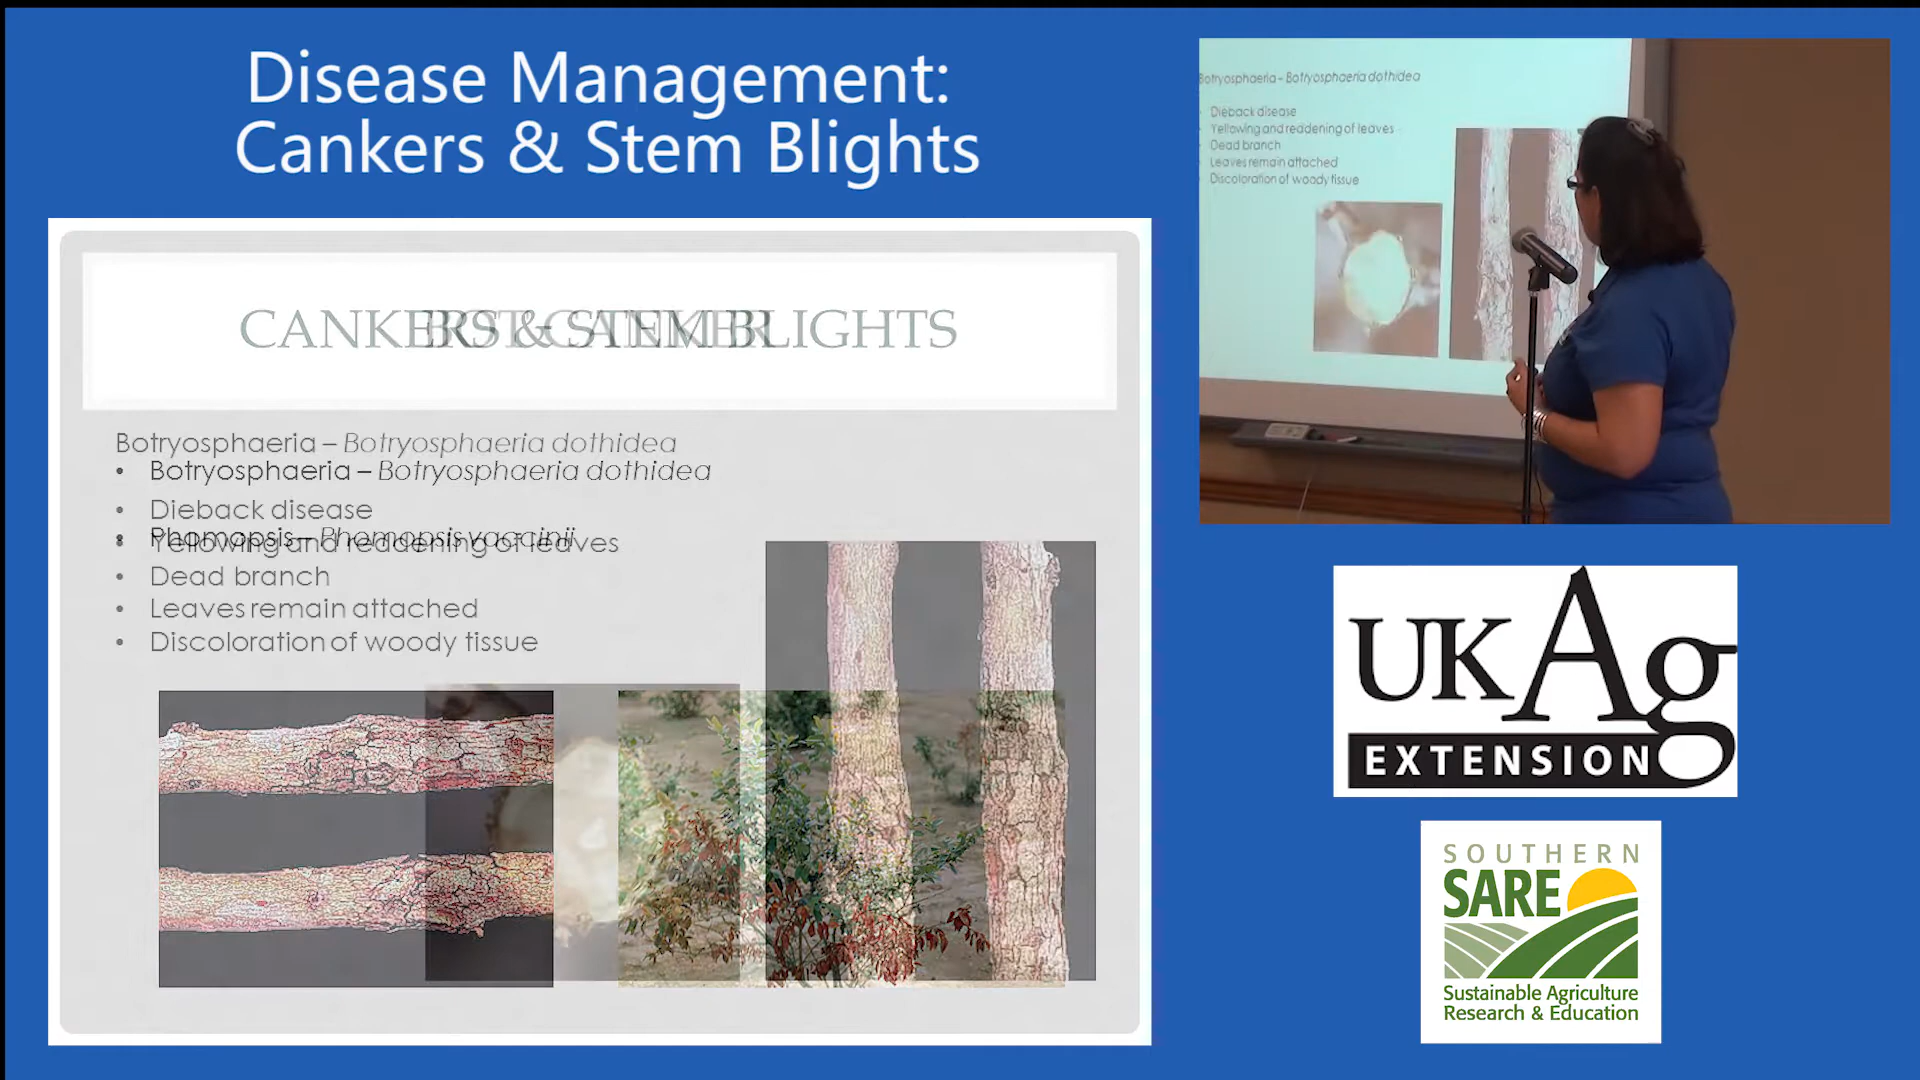 Disease Management:
Cankers & Stem Blights
CANKERS & STEM BLIGHTS
Botryosphaeria – Botryosphaeria dothidea
• Botryosphaeria – Botryosphaeria dothidea
• Dieback disease
• Phomopsis – Phomopsis vaccinii
• Yellowing and reddening of leaves
• Dead branch
• Leaves remain attached
• Discoloration of woody tissue
Botryosphaeria – Botryosphaeria dothidea
Dieback disease
Yellowing and reddening of leaves
Dead branch
Leaves remain attached
Discoloration of woody tissue
UKAg
EXTENSION
SOUTHERN
SARE
Sustainable Agriculture
Research & Education